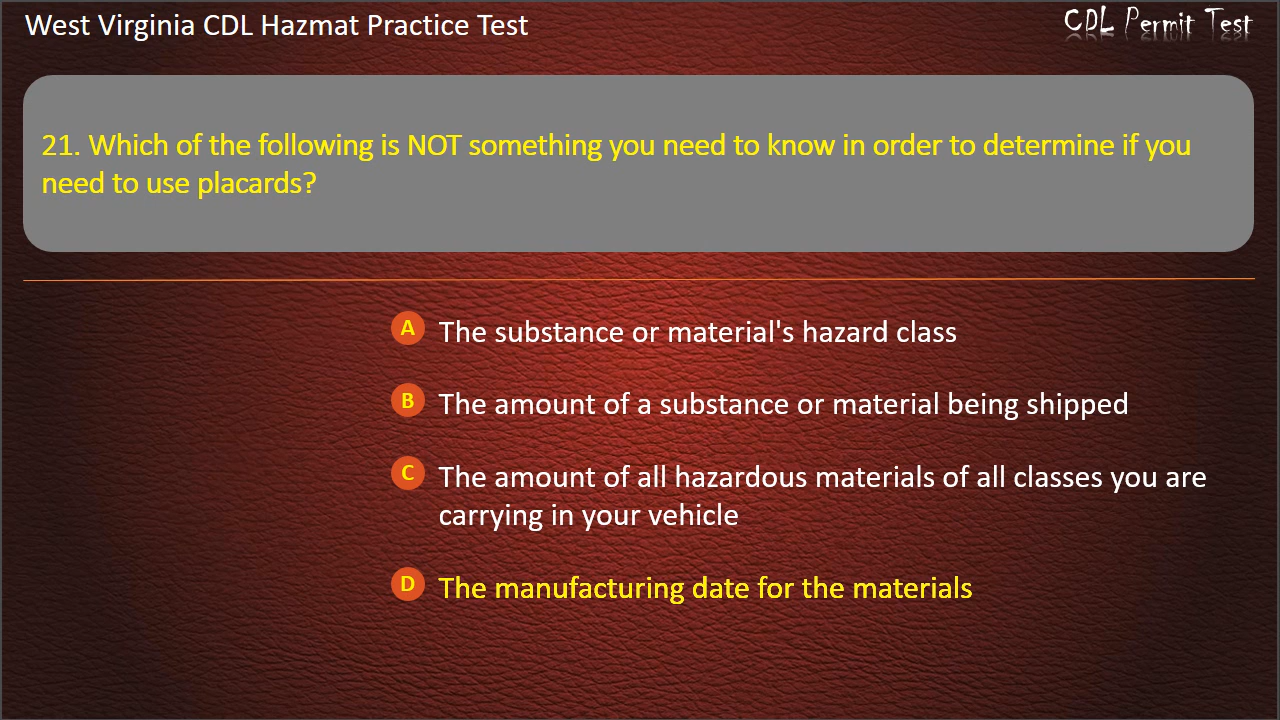 West Virginia CDL Hazmat Practice Test
CDL Permit Test
21. Which of the following is NOT something you need to know in order to determine if you
need to use placards?
A The substance or material's hazard class
B The amount of a substance or material being shipped
C The amount of all hazardous materials of all classes you are
carrying in your vehicle
D The manufacturing date for the materials